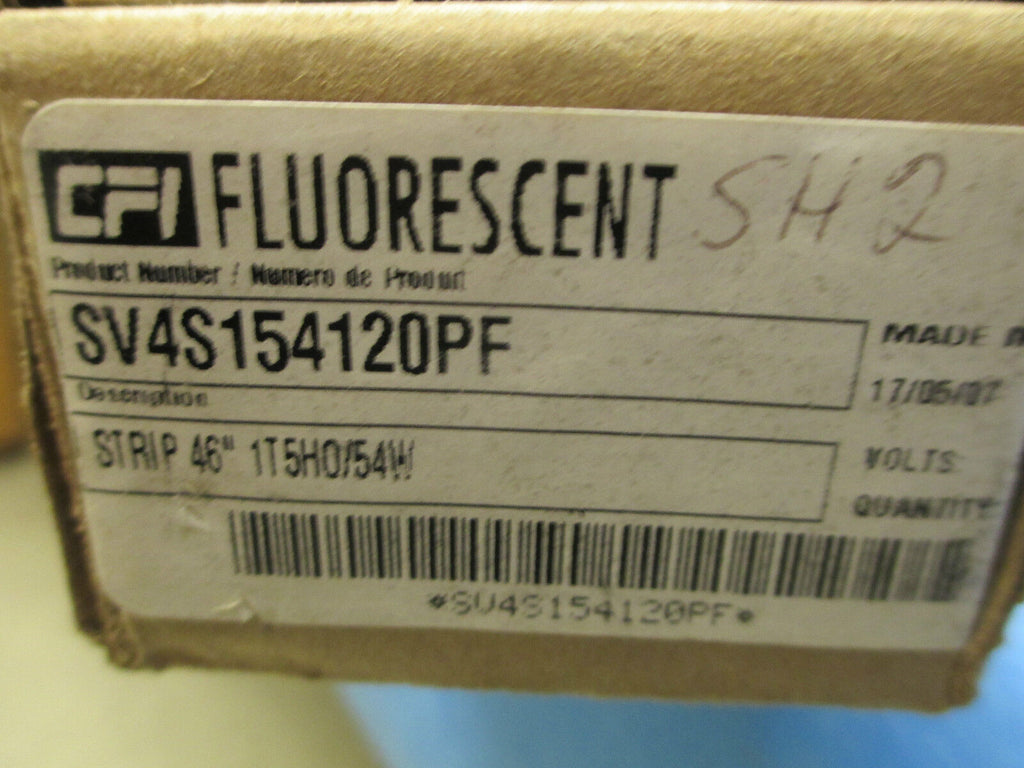 CFI FLUORESCENT SH2
Product Number / Numero de Produit
SV4S154120PF
MADE
17/05/07
Description
STRIP 46" 1T5HO/54W
VOLTS
QUANTITY
*SV4S154120PF*